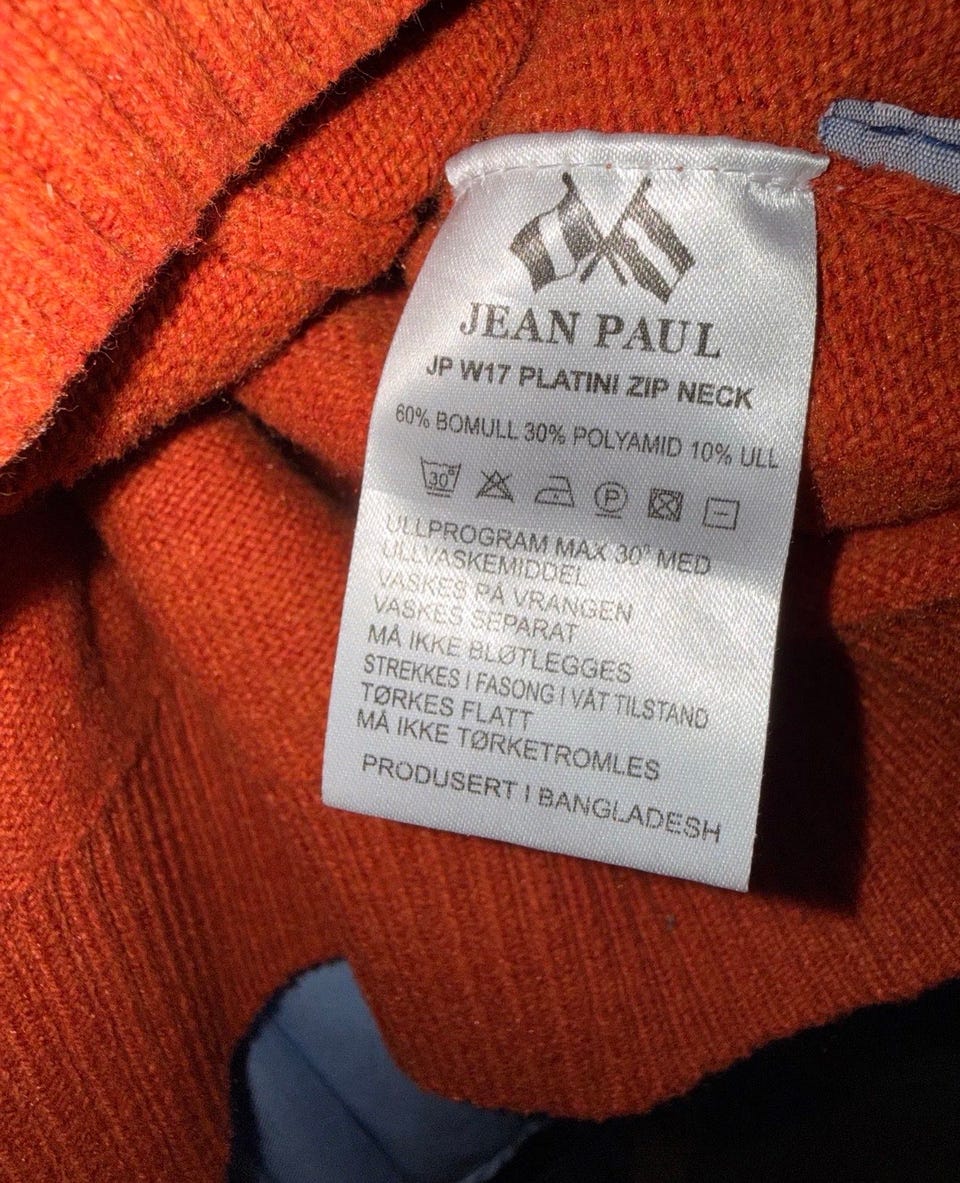 JEAN PAUL
JP W17 PLATINI ZIP NECK
60% BOMULL 30% POLYAMID 10% ULL
30° P
ULLPROGRAM MAX 30° MED
ULLVASKEMIDDEL
VASKES PÅ VRANGEN
VASKES SEPARAT
MÅ IKKE BLØTLEGGES
STREKKES I FASONG I VÅT TILSTAND
TØRKES FLATT
MÅ IKKE TØRKETROMLES
PRODUSERT I BANGLADESH